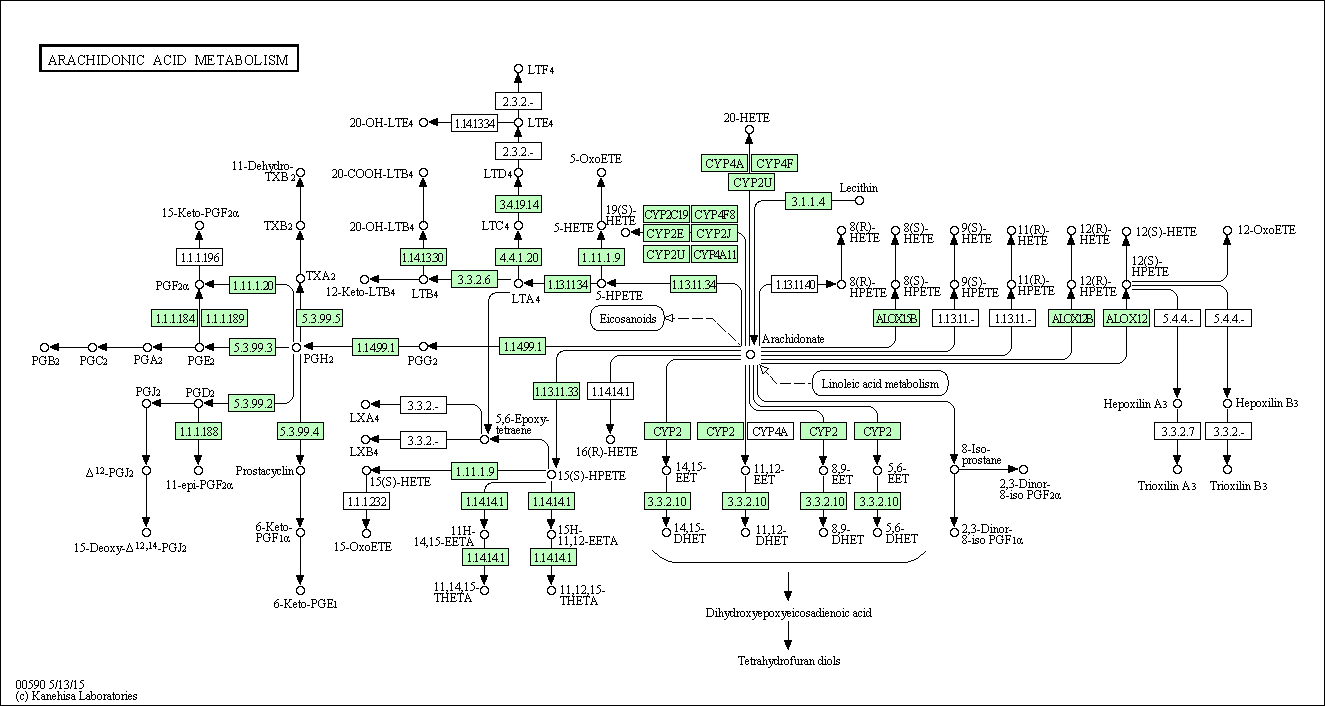 ARACHIDONIC ACID METABOLISM
LTF4
2.3.2.-
20-OH-LTE4
1.14.13.34
LTE4
2.3.2.-
20-HETE
CYP4A
CYP4F
CYP2U
11-Dehydro-
TXB2
20-COOH-LTB4
LTD4
5-OxoETE
Lecithin
3.1.1.4
3.4.19.14
15-Keto-PGF2α
TXB2
20-OH-LTB4
LTC4
5-HETE
19(S)-
HETE
CYP2C19
CYP4F8
CYP2E
CYP2J
CYP2U
CYP4A11
8(R)-
HETE
8(S)-
HETE
9(S)-
HETE
11(R)-
HETE
12(R)-
HETE
12(S)-HETE
12-OxoETE
1.1.1.196
1.14.13.30
4.4.1.20
1.11.1.9
12(S)-
HPETE
PGF2α
1.11.1.20
TXA2
12-Keto-LTB4
LTB4
3.3.2.6
LTA4
1.13.11.34
5-HPETE
1.13.11.34
1.13.11.40
8(R)-
HPETE
8(S)-
HPETE
9(S)-
HPETE
11(R)-
HPETE
12(R)-
HPETE
1.1.1.184
1.1.1.189
5.3.99.5
Eicosanoids
ALOX15B
1.13.11.-
1.13.11.-
ALOX12B
ALOX12
5.4.4.-
5.4.4.-
Arachidonate
PGB2
PGC2
PGA2
PGE2
5.3.99.3
PGH2
1.14.99.1
PGG2
1.14.99.1
Linoleic acid metabolism
PGJ2
PGD2
5.3.99.2
1.13.11.33
1.14.14.1
LXA4
3.3.2.-
5,6-Epoxy-
tetraene
Hepoxilin A3
Hepoxilin B3
1.1.1.188
5.3.99.4
LXB4
3.3.2.-
16(R)-HETE
CYP2
CYP2
CYP4A
CYP2
CYP2
3.3.2.7
3.3.2.-
8-Iso-
prostane
Δ12-PGJ2
11-epi-PGF2α
Prostacyclin
15(S)-HETE
1.11.1.9
15(S)-HPETE
14,15-
EET
11,12-
EET
8,9-
EET
5,6-
EET
2,3-Dinor-
8-iso PGF2α
Trioxilin A3
Trioxilin B3
1.1.1.232
1.14.14.1
1.14.14.1
3.3.2.10
3.3.2.10
3.3.2.10
3.3.2.10
6-Keto-
PGF1α
15-Deoxy-Δ12,14-PGJ2
15-OxoETE
11H-
14,15-EETA
15H-
11,12-EETA
14,15-
DHET
11,12-
DHET
8,9-
DHET
5,6-
DHET
2,3-Dinor-
8-iso PGF1α
1.14.14.1
1.14.14.1
6-Keto-PGE1
11,14,15-
THETA
11,12,15-
THETA
Dihydroxyepoxyeicosadienoic acid
Tetrahydrofuran diols
00590 5/13/15
(c) Kanehisa Laboratories